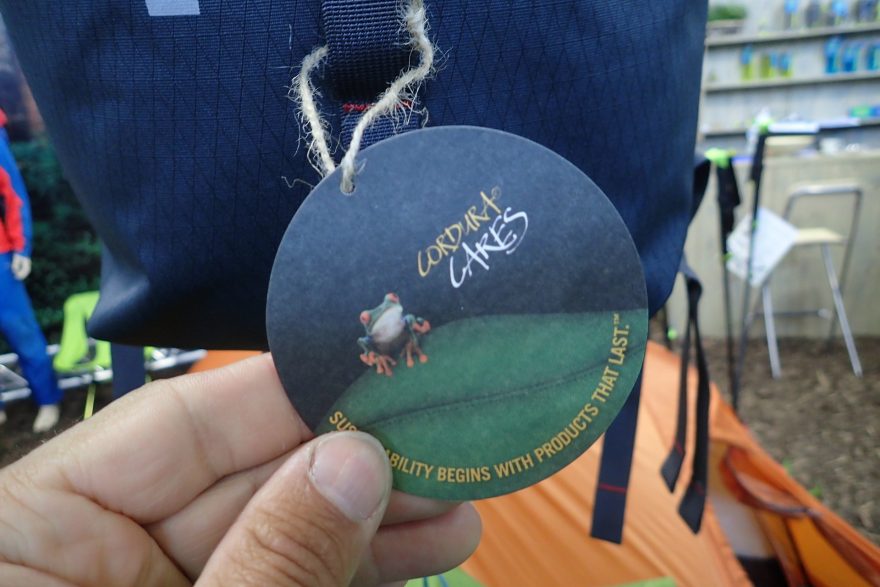 CORDURA®
CARES
BEGINS WITH PRODUCTS THAT LAST.™